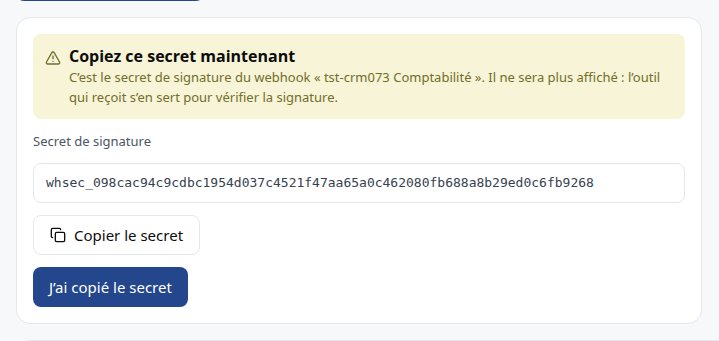 Copiez ce secret maintenant
C’est le secret de signature du webhook « tst-crm073 Comptabilité ». Il ne sera plus affiché : l’outil
qui reçoit s’en sert pour vérifier la signature.
Secret de signature
whsec_098cac94c9cdbc1954d037c4521f47aa65a0c462080fb688a8b29ed0c6fb9268
Copier le secret
J’ai copié le secret